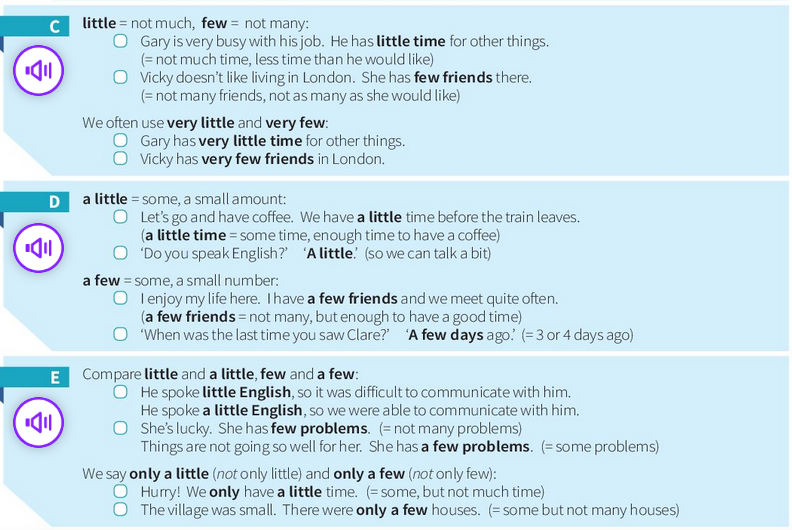 C
little = not much, few = not many:
Gary is very busy with his job. He has little time for other things.
(= not much time, less time than he would like)
Vicky doesn't like living in London. She has few friends there.
(= not many friends, not as many as she would like)
We often use very little and very few:
Gary has very little time for other things.
Vicky has very few friends in London.
D
a little = some, a small amount:
Let's go and have coffee. We have a little time before the train leaves.
(a little time = some time, enough time to have a coffee)
'Do you speak English?' 'A little.' (so we can talk a bit)
a few = some, a small number:
I enjoy my life here. I have a few friends and we meet quite often.
(a few friends = not many, but enough to have a good time)
'When was the last time you saw Clare?' 'A few days ago.' (= 3 or 4 days ago)
E
Compare little and a little, few and a few:
He spoke little English, so it was difficult to communicate with him.
He spoke a little English, so we were able to communicate with him.
She's lucky. She has few problems. (= not many problems)
Things are not going so well for her. She has a few problems. (= some problems)
We say only a little (not only little) and only a few (not only few):
Hurry! We only have a little time. (= some, but not much time)
The village was small. There were only a few houses. (= some but not many houses)